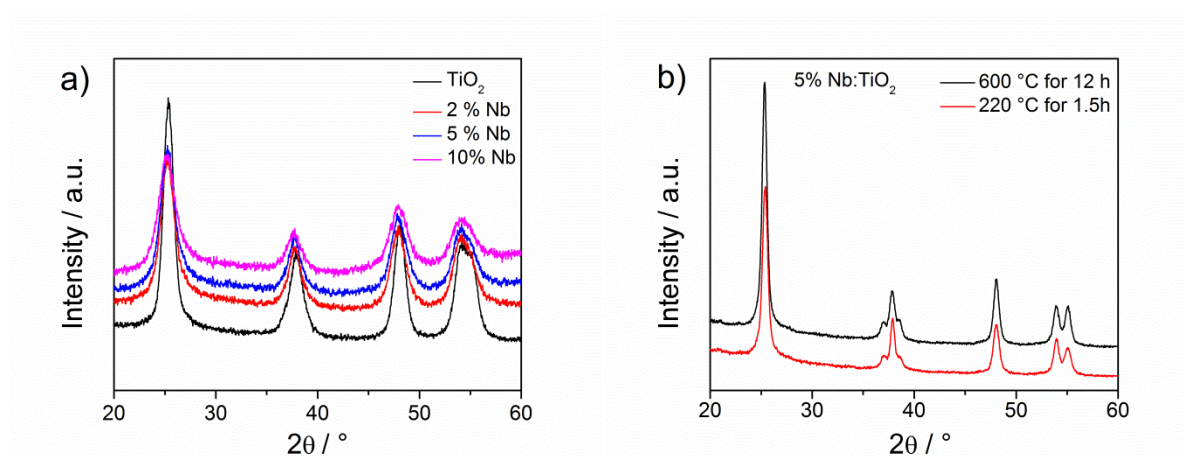 a)
TiO₂
2 % Nb
5 % Nb
10% Nb
Intensity / a.u.
20 30 40 50 60
2θ / °
b)
5% Nb:TiO₂
600 °C for 12 h
220 °C for 1.5h
Intensity / a.u.
20 30 40 50 60
2θ / °